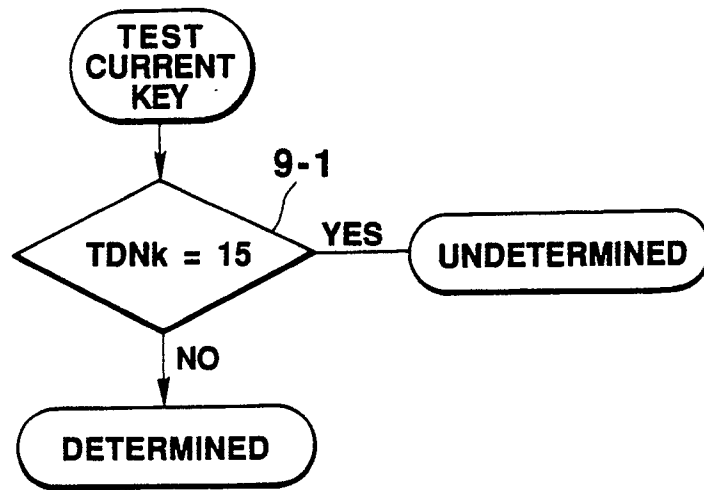 TEST
CURRENT
KEY
9-1
TDNk = 15
YES
UNDETERMINED
NO
DETERMINED